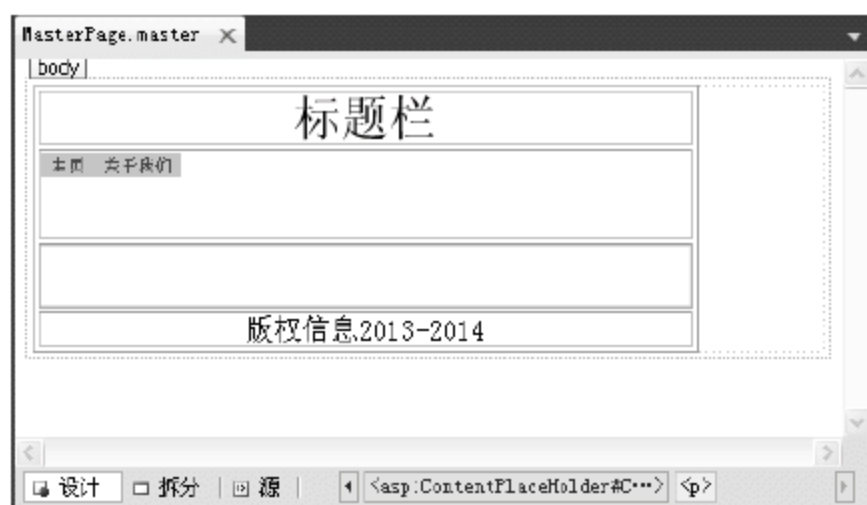 MasterPage.master
body
标题栏
主页 关于我们
版权信息2013-2014
设计 拆分 源 <asp:ContentPlaceHolder#C...> <p>